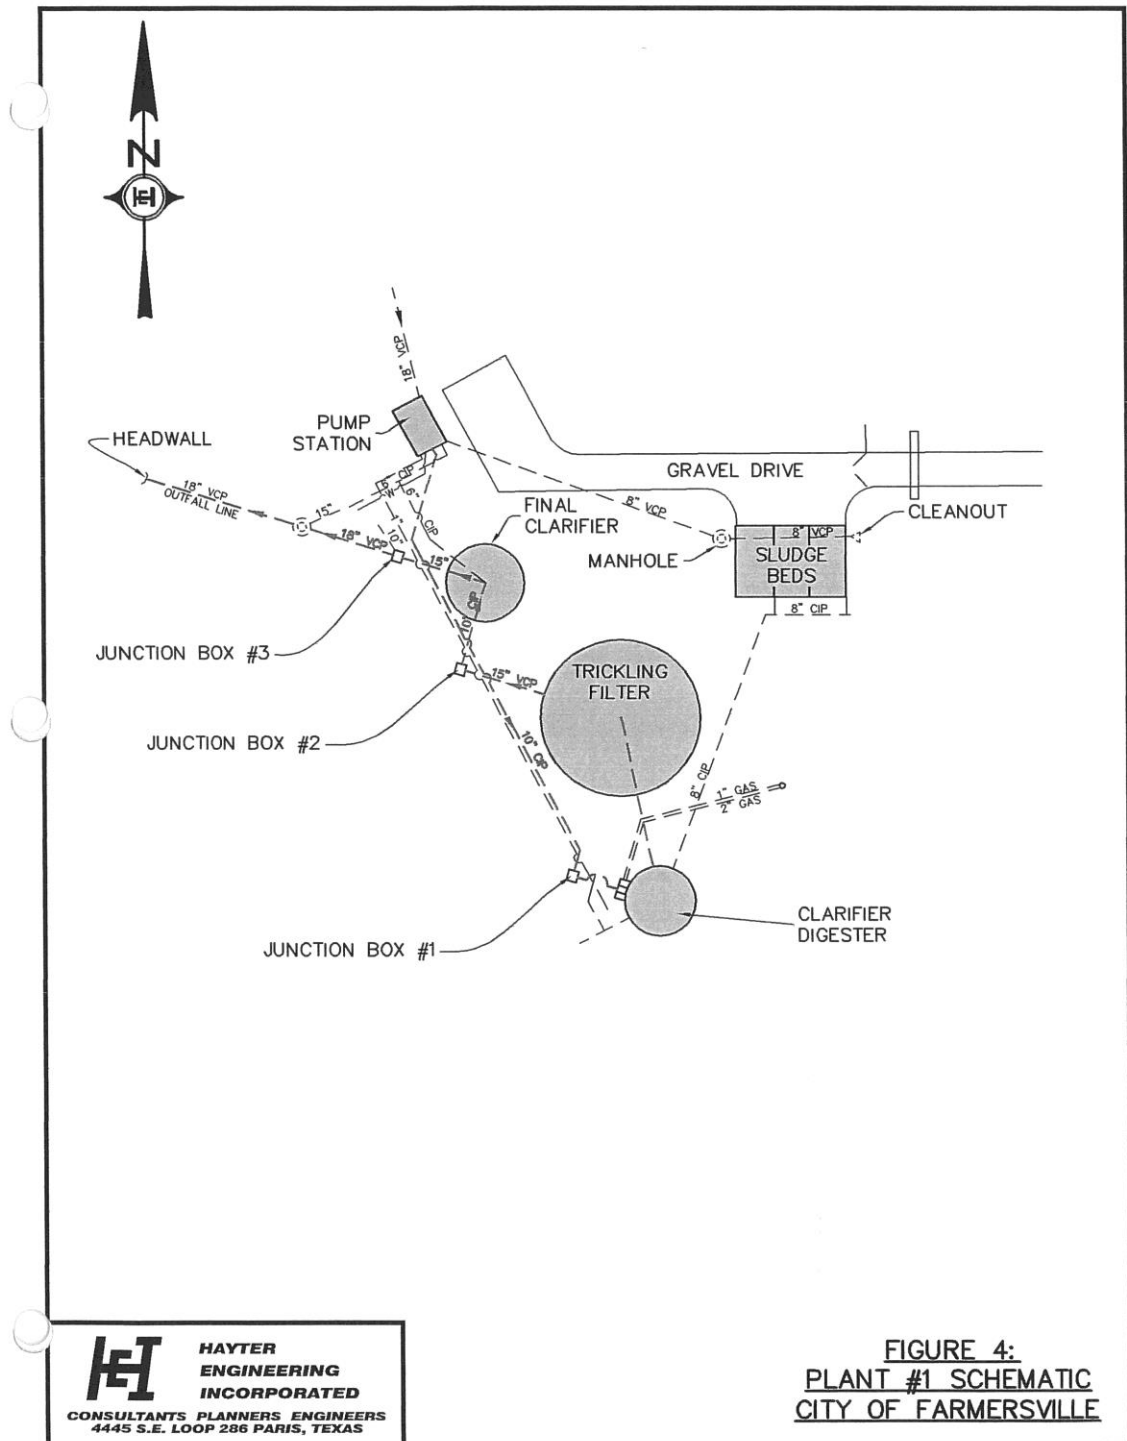 N
18" VCP
PUMP
STATION
HEADWALL
GRAVEL DRIVE
18" VCP
OUTFALL LINE
15"
6" CIP
"W"
6" CIP
10"
8" VCP
FINAL
CLARIFIER
CLEANOUT
8" VCP
MANHOLE
SLUDGE
BEDS
18" VCP
15"
10" CIP
8" CIP
JUNCTION BOX #3
15" VCP
TRICKLING
FILTER
JUNCTION BOX #2
10" CIP
8" CIP
1" GAS
2" GAS
CLARIFIER
DIGESTER
JUNCTION BOX #1
HAYTER
ENGINEERING
INCORPORATED
CONSULTANTS PLANNERS ENGINEERS
4445 S.E. LOOP 286 PARIS, TEXAS
FIGURE 4:
PLANT #1 SCHEMATIC
CITY OF FARMERSVILLE